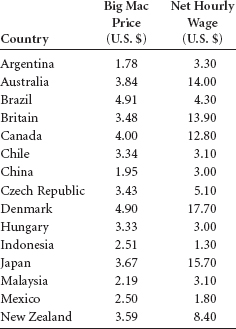 Big Mac Net Hourly
Price Wage
Country (U.S. $) (U.S. $)
Argentina 1.78 3.30
Australia 3.84 14.00
Brazil 4.91 4.30
Britain 3.48 13.90
Canada 4.00 12.80
Chile 3.34 3.10
China 1.95 3.00
Czech Republic 3.43 5.10
Denmark 4.90 17.70
Hungary 3.33 3.00
Indonesia 2.51 1.30
Japan 3.67 15.70
Malaysia 2.19 3.10
Mexico 2.50 1.80
New Zealand 3.59 8.40